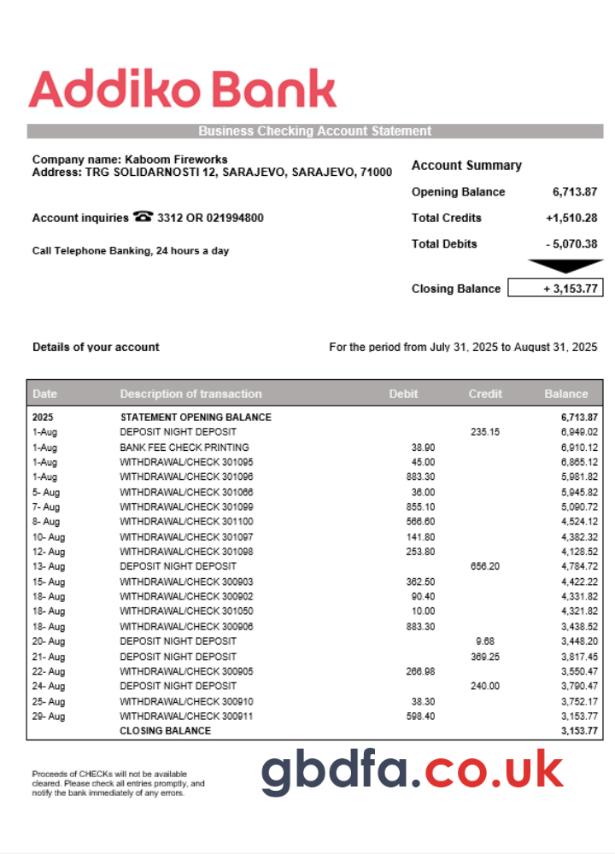 Addiko Bank
Business Checking Account Statement
Company name: Kaboom Fireworks
Address: TRG SOLIDARNOSTI 12, SARAJEVO, SARAJEVO, 71000
Account inquiries ☎ 3312 OR 021994800
Call Telephone Banking, 24 hours a day
Account Summary
Opening Balance 6,713.87
Total Credits +1,510.28
Total Debits - 5,070.38
Closing Balance + 3,153.77
Details of your account For the period from July 31, 2025 to August 31, 2025
Date Description of transaction Debit Credit Balance
2025 STATEMENT OPENING BALANCE 6,713.87
1-Aug DEPOSIT NIGHT DEPOSIT 235.15 6,949.02
1-Aug BANK FEE CHECK PRINTING 38.90 6,910.12
1-Aug WITHDRAWAL/CHECK 301095 45.00 6,865.12
1-Aug WITHDRAWAL/CHECK 301096 883.30 5,981.82
5- Aug WITHDRAWAL/CHECK 301066 36.00 5,945.82
7- Aug WITHDRAWAL/CHECK 301099 855.10 5,090.72
8- Aug WITHDRAWAL/CHECK 301100 566.60 4,524.12
10- Aug WITHDRAWAL/CHECK 301097 141.80 4,382.32
12- Aug WITHDRAWAL/CHECK 301098 253.80 4,128.52
13- Aug DEPOSIT NIGHT DEPOSIT 656.20 4,784.72
15- Aug WITHDRAWAL/CHECK 300903 362.50 4,422.22
18- Aug WITHDRAWAL/CHECK 300902 90.40 4,331.82
18- Aug WITHDRAWAL/CHECK 301050 10.00 4,321.82
18- Aug WITHDRAWAL/CHECK 300906 883.30 3,438.52
20- Aug DEPOSIT NIGHT DEPOSIT 9.68 3,448.20
21- Aug DEPOSIT NIGHT DEPOSIT 369.25 3,817.45
22- Aug WITHDRAWAL/CHECK 300905 266.98 3,550.47
24- Aug DEPOSIT NIGHT DEPOSIT 240.00 3,790.47
25- Aug WITHDRAWAL/CHECK 300910 38.30 3,752.17
29- Aug WITHDRAWAL/CHECK 300911 598.40 3,153.77
CLOSING BALANCE 3,153.77
Proceeds of CHECKs will not be available
cleared. Please check all entries promptly, and
notify the bank immediately of any errors.
gbdfa.co.uk